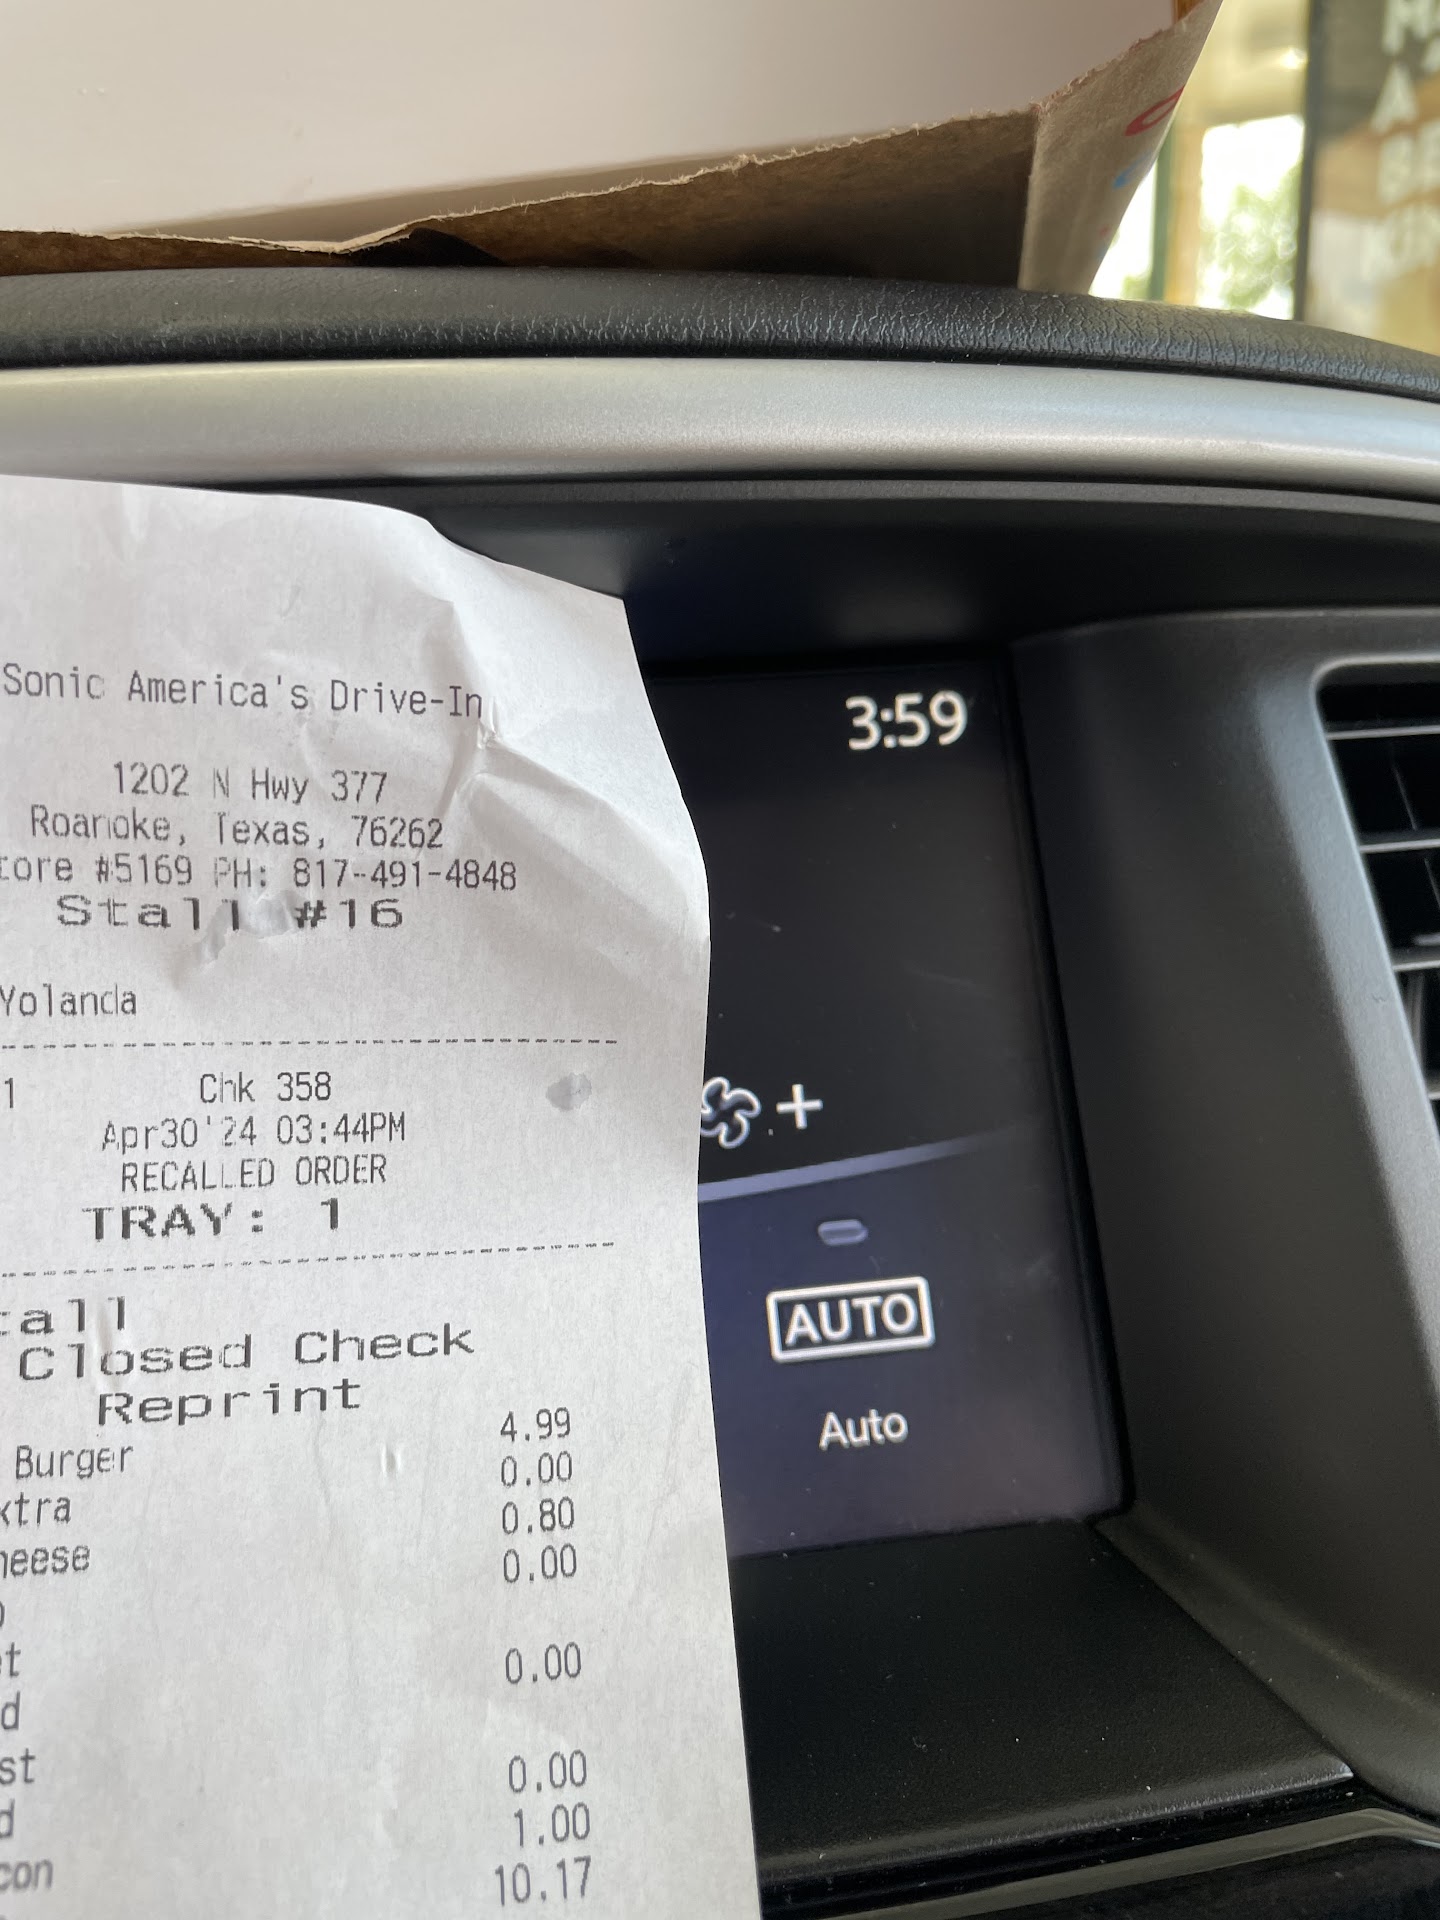 Sonic America's Drive-In
1202 N Hwy 377
Roanoke, Texas, 76262
tore #5169 PH: 817-491-4848
Stall #16
Yolanda
1 Chk 358
Apr30'24 03:44PM
RECALLED ORDER
TRAY: 1
tall
Closed Check
Reprint
4.99
Burger 0.00
xtra 0.80
heese 0.00
t 0.00
d
st 0.00
d 1.00
con 10.17
3:59
+
AUTO
Auto